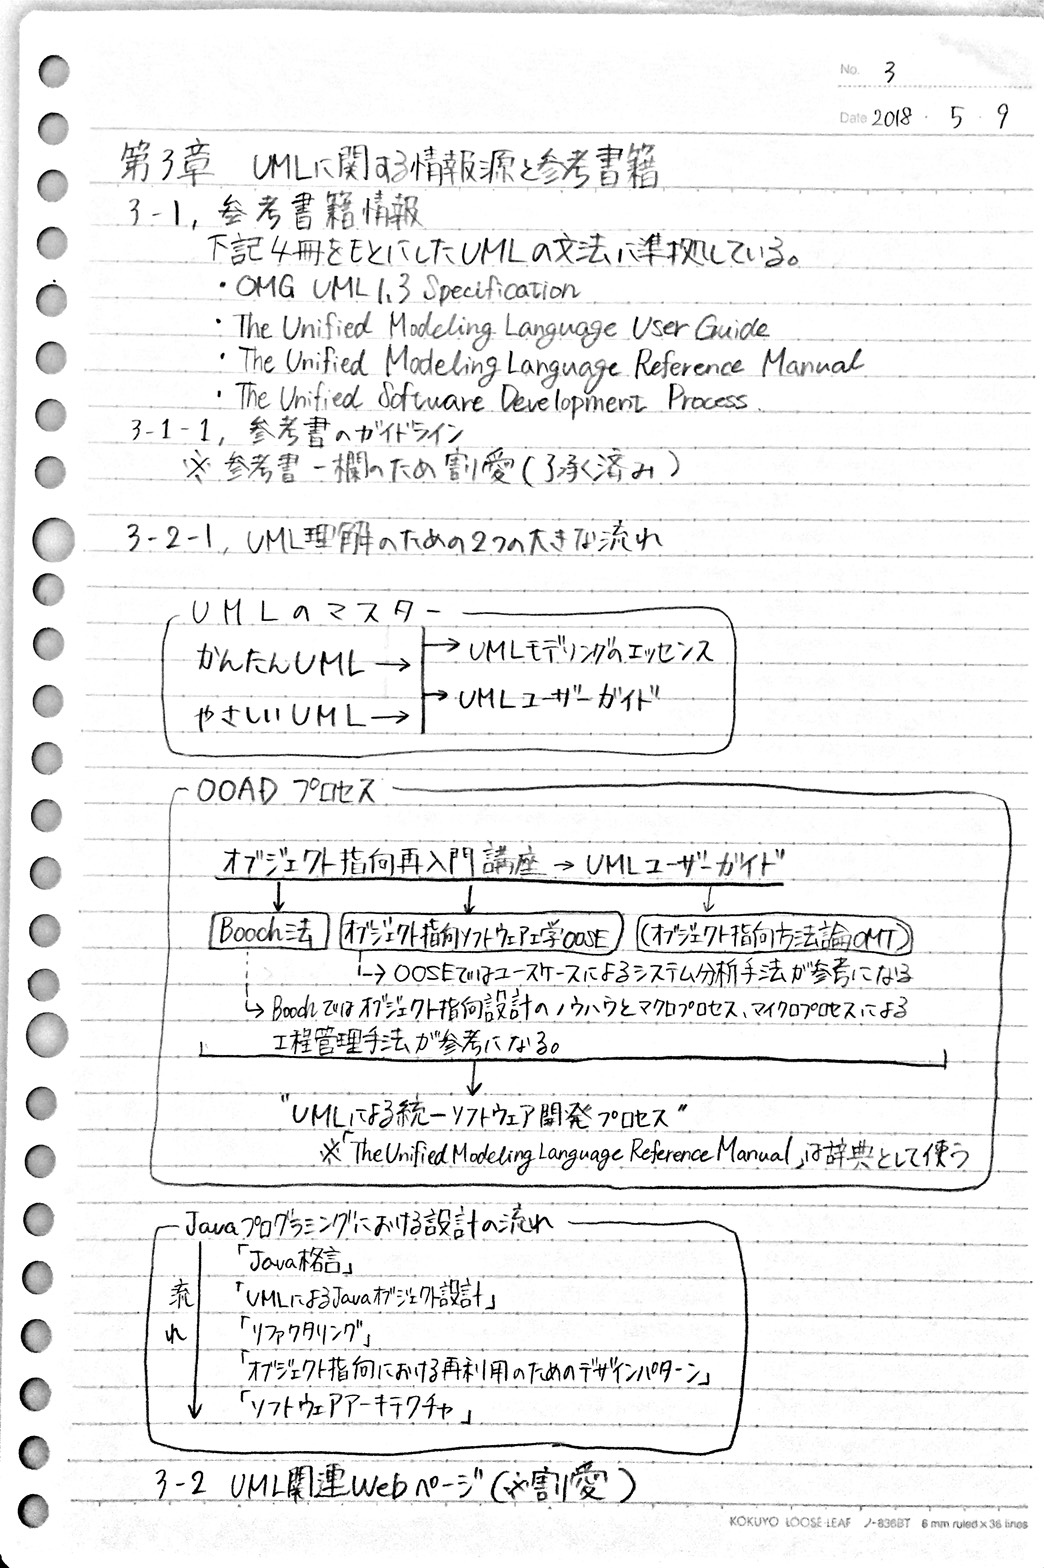 No. 3
Date 2018 ・ 5 ・ 9
第3章 UMLに関する情報源と参考書籍
3-1, 参考書籍情報
下記4冊をもとにしたUMLの文法に準拠している。
・OMG UML 1.3 Specification
・The Unified Modeling Language User Guide
・The Unified Modeling Language Reference Manual
・The Unified Software Development Process.
3-1-1, 参考書のガイドライン
※ 参考書一欄のため割愛(了承く済み)
3-2-1, UML理解のための2つの大きな流れ
UMLのマスター
かんたんUML → → UMLモデリングのエッセンス
やさしいUML → → UMLユーザーガイド
OOADプロセス
オブジェクト指向再入門講座 → UMLユーザーガイド"
Booch法 オブジェクト指向ソフトウェア工学OOSE (オブジェクト指向方法論OMT)
→ OOSEではユースケースによるシステム分析手法が参考になる
→ Boochではオブジェクト指向設計のノウハウとマクロプロセス、マイクロプロセスによる
工程管理手法が参考になる。
"UMLによる統一ソフトウェア開発プロセス"
※「The Unified Modeling Language Reference Manual」は辞典として使う
Javaプログラミングにおける設計の流れ
流れ
「Java格言」
「UMLによるJavaオブジェクト設計」
「リファクタリング」
「オブジェクト指向における再利用のためのデザインパターン」
「ソフトウェアアーキテクチャ」
3-2 UML関連Webページ(※割愛)
KOKUYO LOOSE-LEAF ノ-836BT 6 mm ruled×36 lines